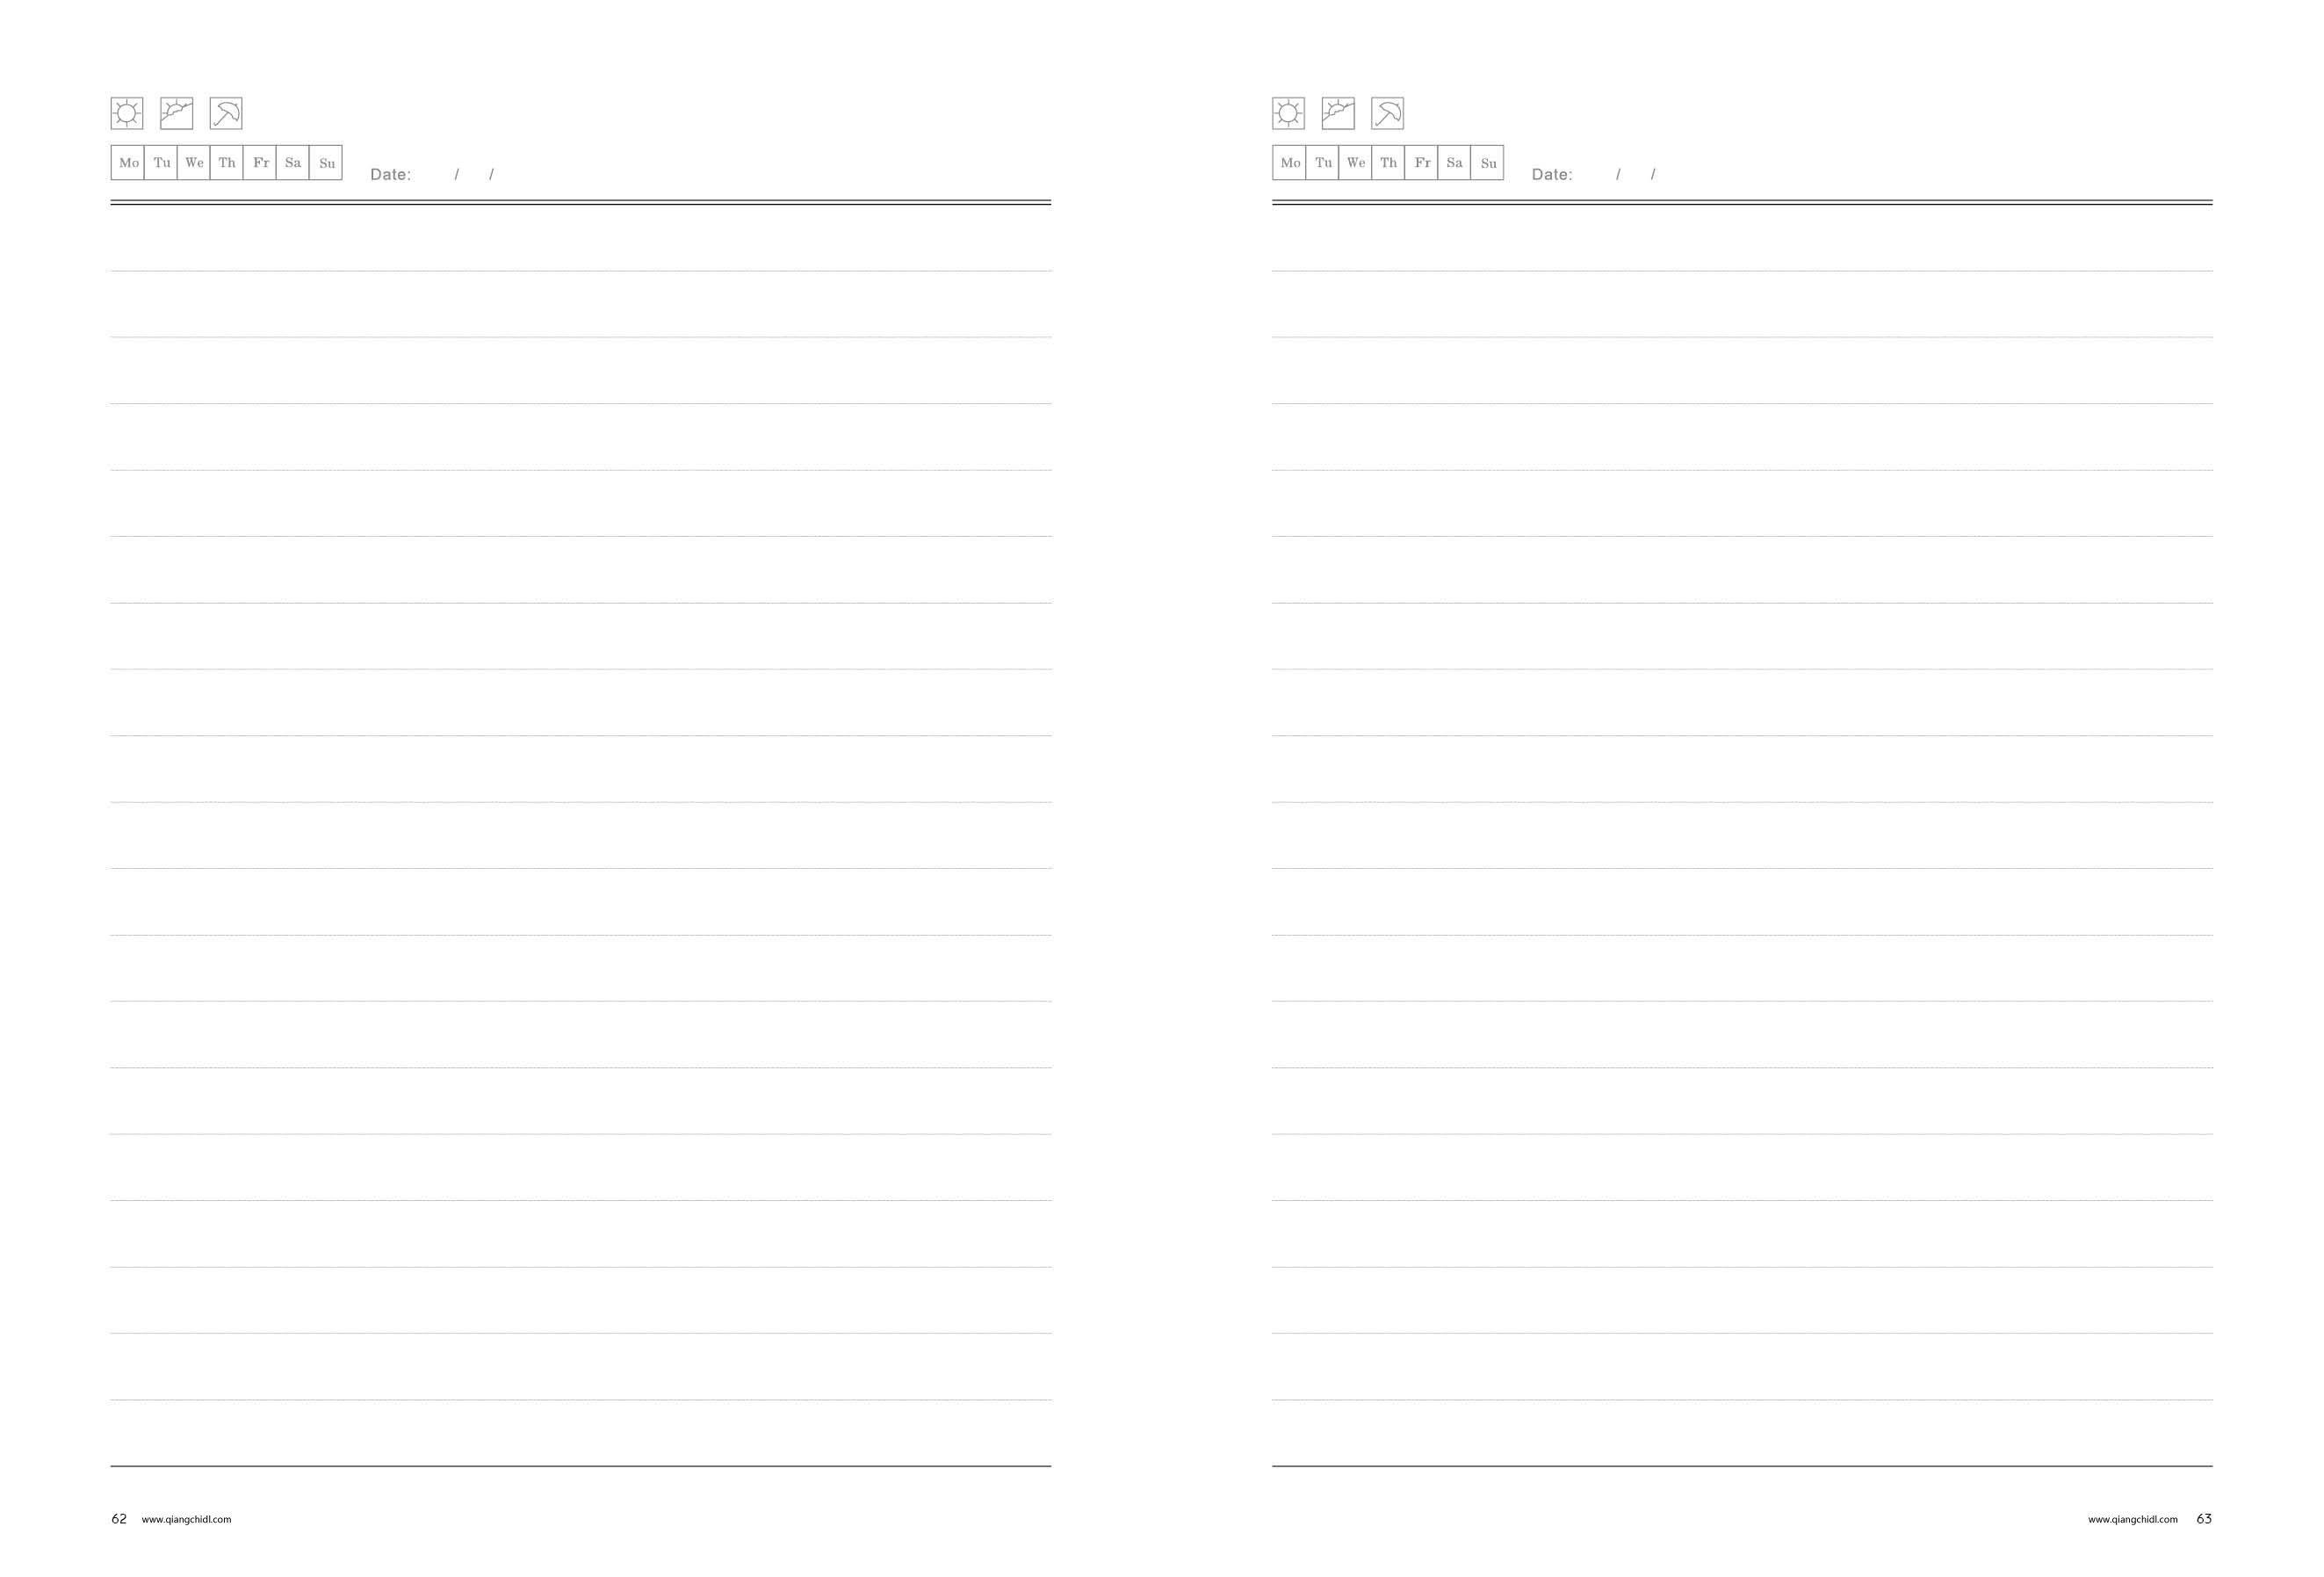 Mo Tu We Th Fr Sa Su Date: / /
62 www.qiangchidl.com
Mo Tu We Th Fr Sa Su Date: / /
www.qiangchidl.com 63